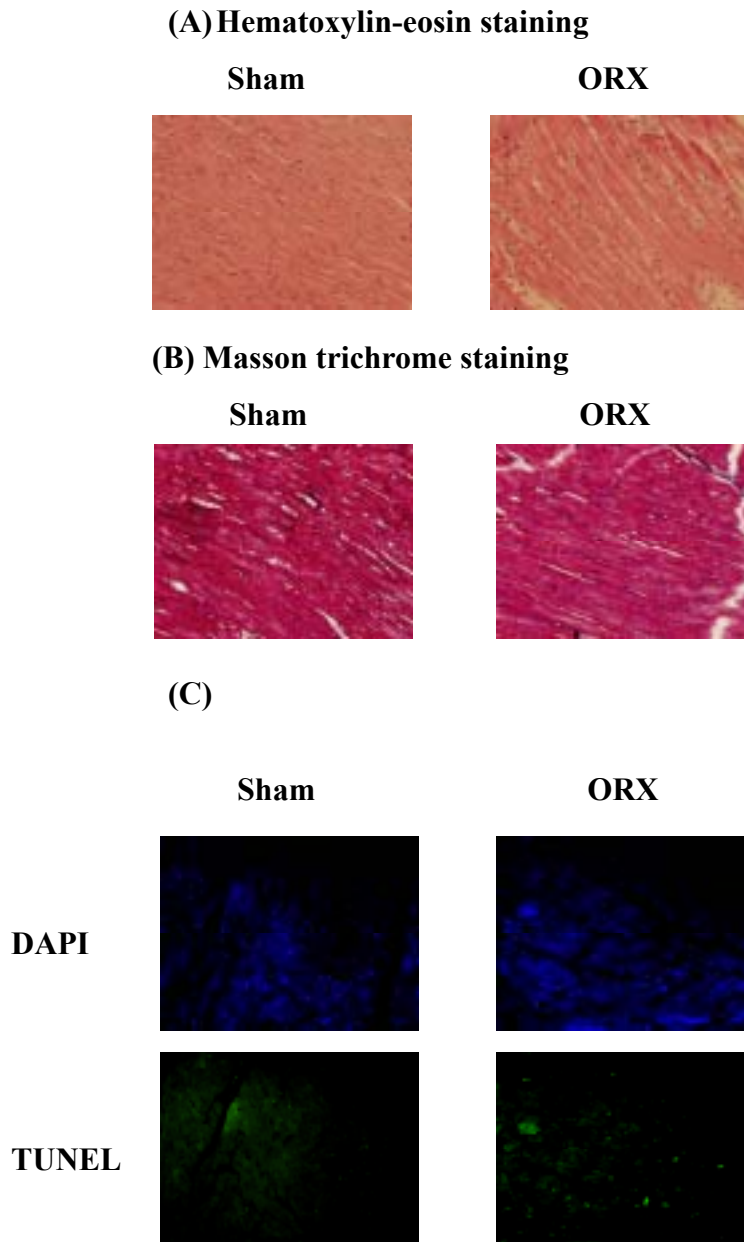 (A) Hematoxylin-eosin staining
Sham ORX
(B) Masson trichrome staining
Sham ORX
(C)
Sham ORX
DAPI
TUNEL